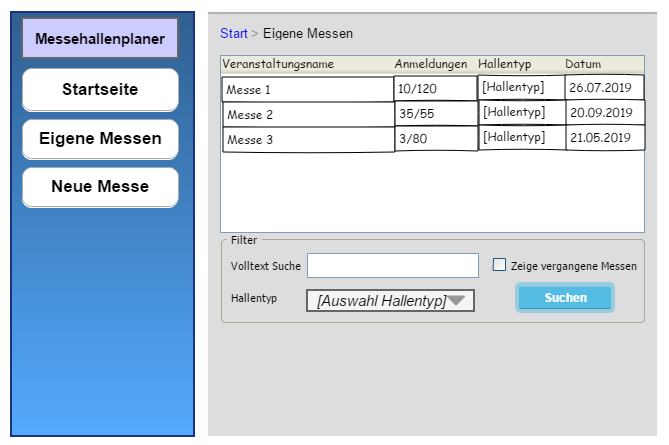 Messehallenplaner
Startseite
Eigene Messen
Neue Messe
Start > Eigene Messen
Veranstaltungsname Anmeldungen Hallentyp Datum
Messe 1 10/120 [Hallentyp] 26.07.2019
Messe 2 35/55 [Hallentyp] 20.09.2019
Messe 3 3/80 [Hallentyp] 21.05.2019
Filter
Volltext Suche Zeige vergangene Messen
Hallentyp [Auswahl Hallentyp] Suchen